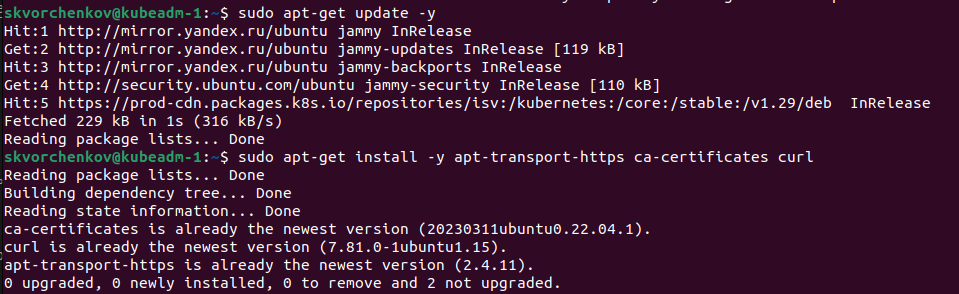 skvorchenkov@kubeadm-1:~$ sudo apt-get update -y
Hit:1 http://mirror.yandex.ru/ubuntu jammy InRelease
Get:2 http://mirror.yandex.ru/ubuntu jammy-updates InRelease [119 kB]
Hit:3 http://mirror.yandex.ru/ubuntu jammy-backports InRelease
Get:4 http://security.ubuntu.com/ubuntu jammy-security InRelease [110 kB]
Hit:5 https://prod-cdn.packages.k8s.io/repositories/isv:/kubernetes:/core:/stable:/v1.29/deb  InRelease
Fetched 229 kB in 1s (316 kB/s)
Reading package lists... Done
skvorchenkov@kubeadm-1:~$ sudo apt-get install -y apt-transport-https ca-certificates curl
Reading package lists... Done
Building dependency tree... Done
Reading state information... Done
ca-certificates is already the newest version (20230311ubuntu0.22.04.1).
curl is already the newest version (7.81.0-1ubuntu1.15).
apt-transport-https is already the newest version (2.4.11).
0 upgraded, 0 newly installed, 0 to remove and 2 not upgraded.